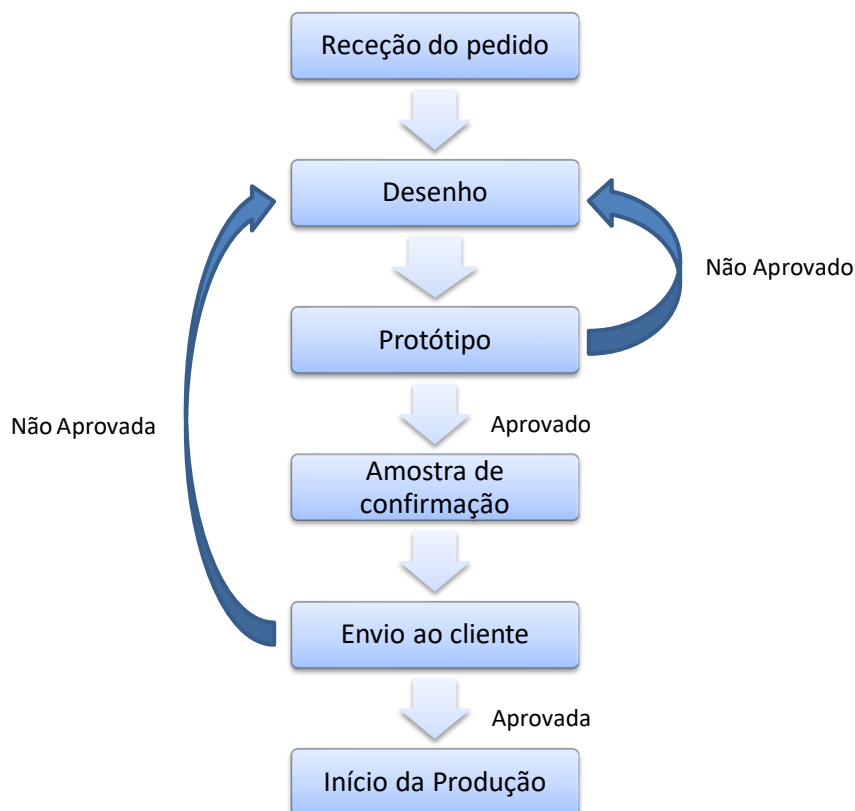 Receção do pedido
Desenho
Não Aprovado
Protótipo
Não Aprovada
Aprovado
Amostra de
confirmação
Envio ao cliente
Aprovada
Início da Produção